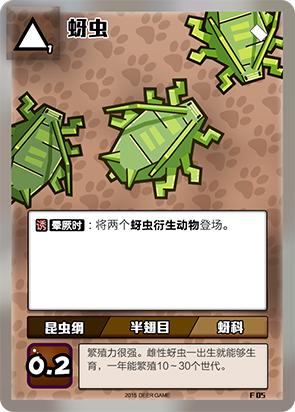 1
蚜虫
诱 晕厥时：将两个蚜虫衍生动物登场。
昆虫纲 半翅目 蚜科
0.2
繁殖力很强。雌性蚜虫一出生就能够生
育，一年能繁殖10－30个世代。
2015 DEER GAME
F 05